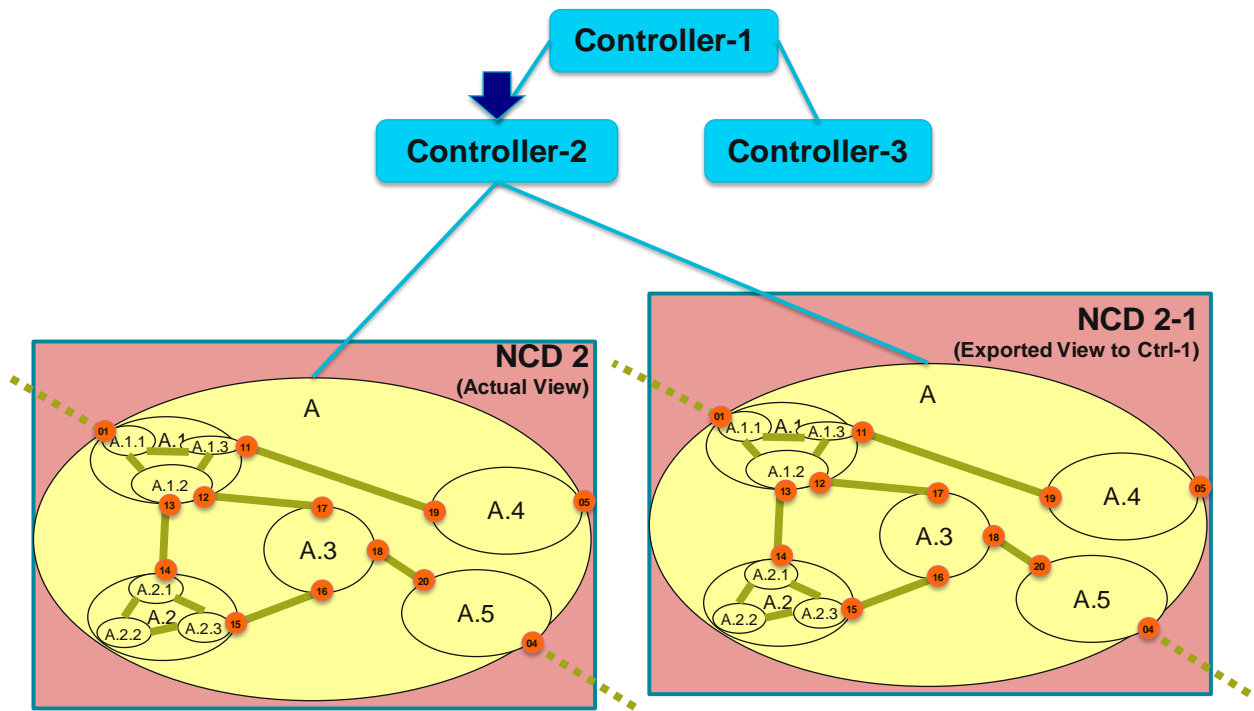 Controller-1
Controller-2
Controller-3
NCD 2
(Actual View)
A
01
A.1.1
A.1
A.1.3
11
A.1.2
13
12
17
19
A.4
05
A.3
18
14
16
20
A.2.1
A.2
A.2.2
A.2.3
15
A.5
04
NCD 2-1
(Exported View to Ctrl-1)
A
01
A.1.1
A.1
A.1.3
11
A.1.2
13
12
17
19
A.4
05
A.3
18
14
16
20
A.2.1
A.2
A.2.2
A.2.3
15
A.5
04